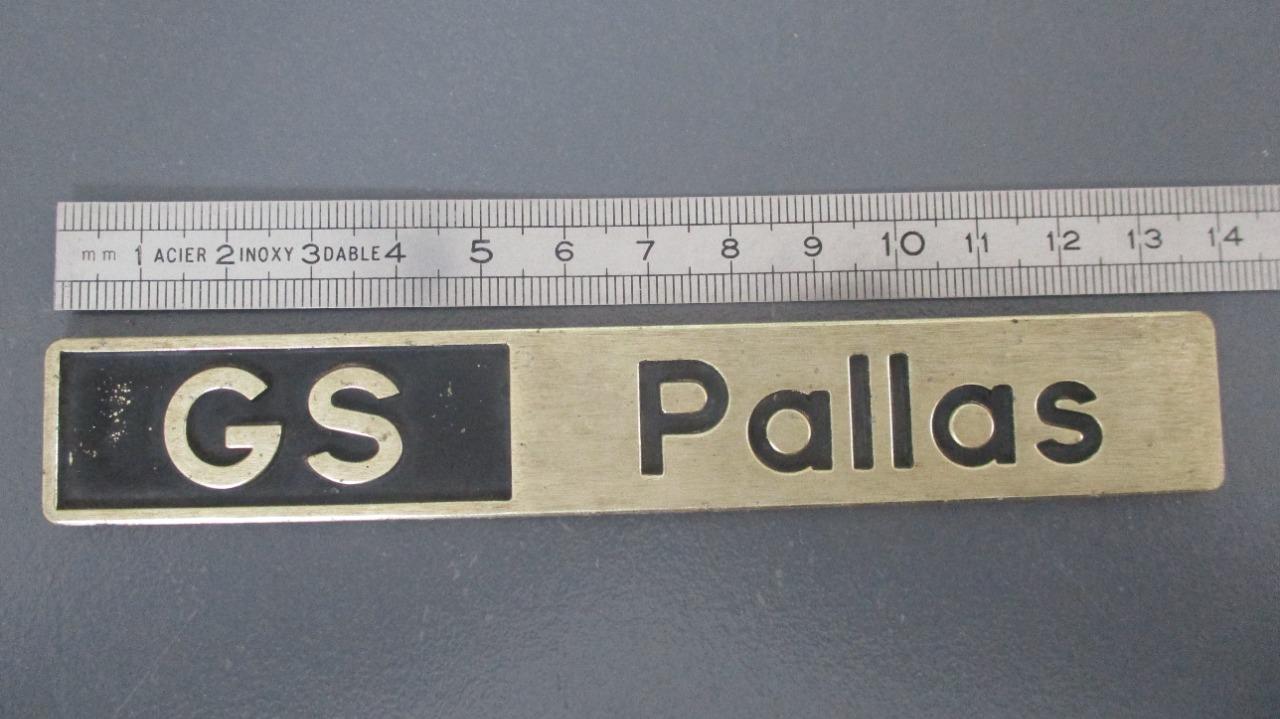 mm 1 ACIER 2 INOXY 3 DABLE 4 5 6 7 8 9 10 11 12 13 14
GS Pallas